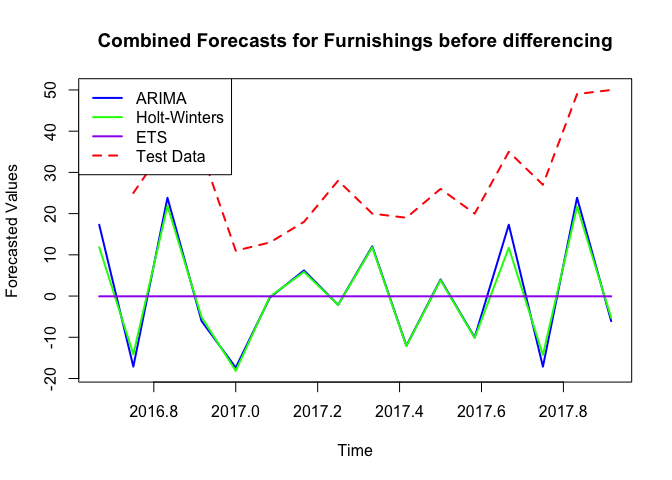 Combined Forecasts for Furnishings before differencing
ARIMA
Holt-Winters
ETS
Test Data
Forecasted Values
50
40
30
20
10
0
-10
-20
2016.8 2017.0 2017.2 2017.4 2017.6 2017.8
Time